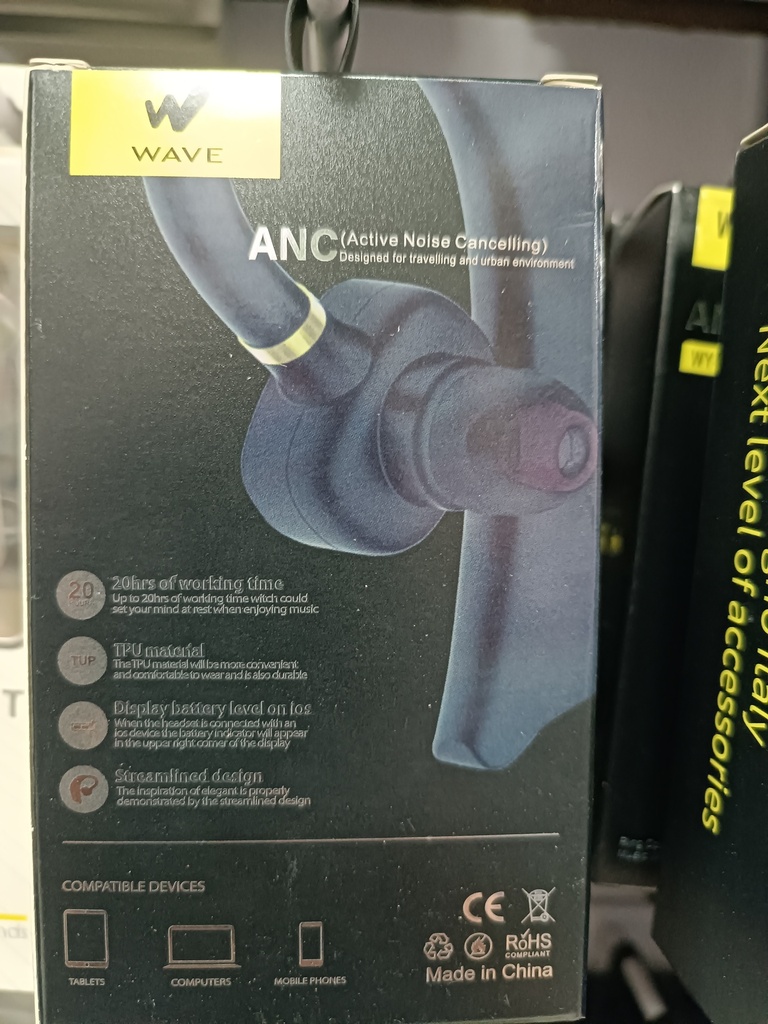 WAVE
ANC (Active Noise Cancelling)
Designed for travelling and urban environment
20
20hrs of working time
Up to 20hrs of working time witch could
set your mind at rest when enjoying music
TUP
TPU material
The TPU material will be more convenient
and comfortable to wear and is also durable
Display battery level on ios
When the headset is connected with an
ios device the battery indicator will appear
in the upper right corner of the display
Streamlined design
The inspiration of elegant is properly
demonstrated by the streamlined design
COMPATIBLE DEVICES
TABLETS
COMPUTERS
MOBILE PHONES
CE
RoHS
COMPLIANT
Made in China
WY
Italy
Next level of accessories
T